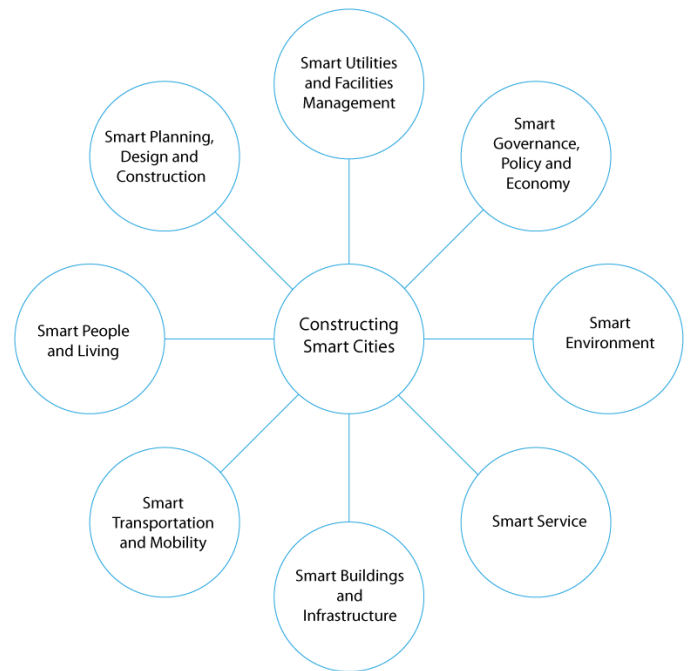 Smart Utilities
and Facilities
Management
Smart Planning,
Design and
Construction
Smart
Governance,
Policy and
Economy
Smart People
and Living
Constructing
Smart Cities
Smart
Environment
Smart
Transportation
and Mobility
Smart Service
Smart Buildings
and
Infrastructure